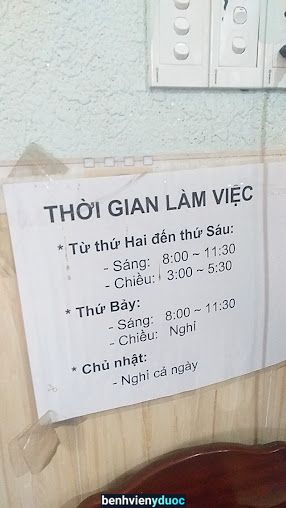 THỜI GIAN LÀM VIỆC
* Từ thứ Hai đến thứ Sáu:
- Sáng: 8:00 ~ 11:30
- Chiều: 3:00 ~ 5:30
* Thứ Bảy:
- Sáng: 8:00 ~ 11:30
- Chiều: Nghỉ
* Chủ nhật:
- Nghỉ cả ngày
benhvienyduoc